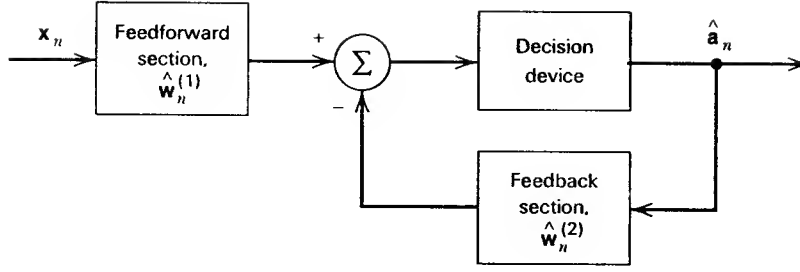 x_n
Feedforward
section,
ŵ_n^(1)
+
Σ
−
Decision
device
â_n
Feedback
section,
ŵ_n^(2)